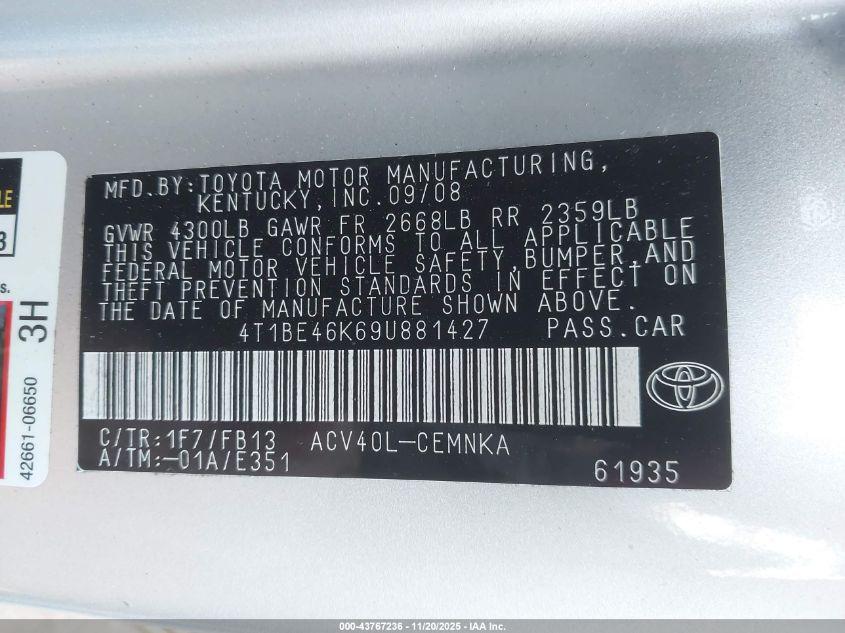 LE
3
s.
3H
42661-06650
MFD.BY:TOYOTA MOTOR MANUFACTURING,
KENTUCKY,INC.09/08
GVWR 4300LB GAWR FR 2668LB RR 2359LB
THIS VEHICLE CONFORMS TO ALL APPLICABLE
FEDERAL MOTOR VEHICLE SAFETY,BUMPER,AND
THEFT PREVENTION STANDARDS IN EFFECT ON
THE DATE OF MANUFACTURE SHOWN ABOVE.
4T1BE46K69U881427 PASS.CAR
C/TR:1F7/FB13 ACV40L-CEMNKA
A/TM:-01A/E351 61935
000-43767236 - 11/20/2025 - IAA Inc.